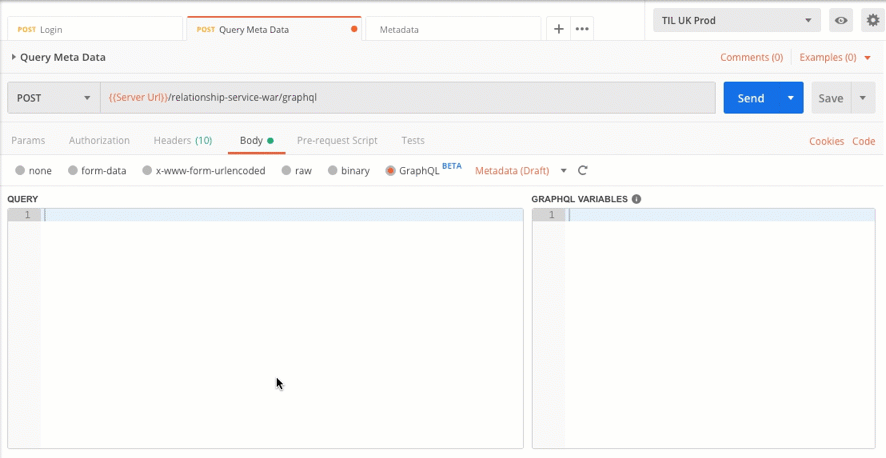 TIL UK Prod
POST Login
POST Query Meta Data
Metadata
Query Meta Data
Comments (0)
Examples (0)
POST
{{Server Url}}/relationship-service-war/graphql
Send
Save
Params
Authorization
Headers (10)
Body
Pre-request Script
Tests
Cookies
Code
none
form-data
x-www-form-urlencoded
raw
binary
GraphQL BETA
Metadata (Draft)
QUERY
GRAPHQL VARIABLES
1
1